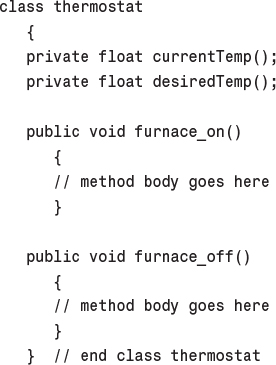 class thermostat
{
private float currentTemp();
private float desiredTemp();
public void furnace_on()
{
// method body goes here
}
public void furnace_off()
{
// method body goes here
}
} // end class thermostat